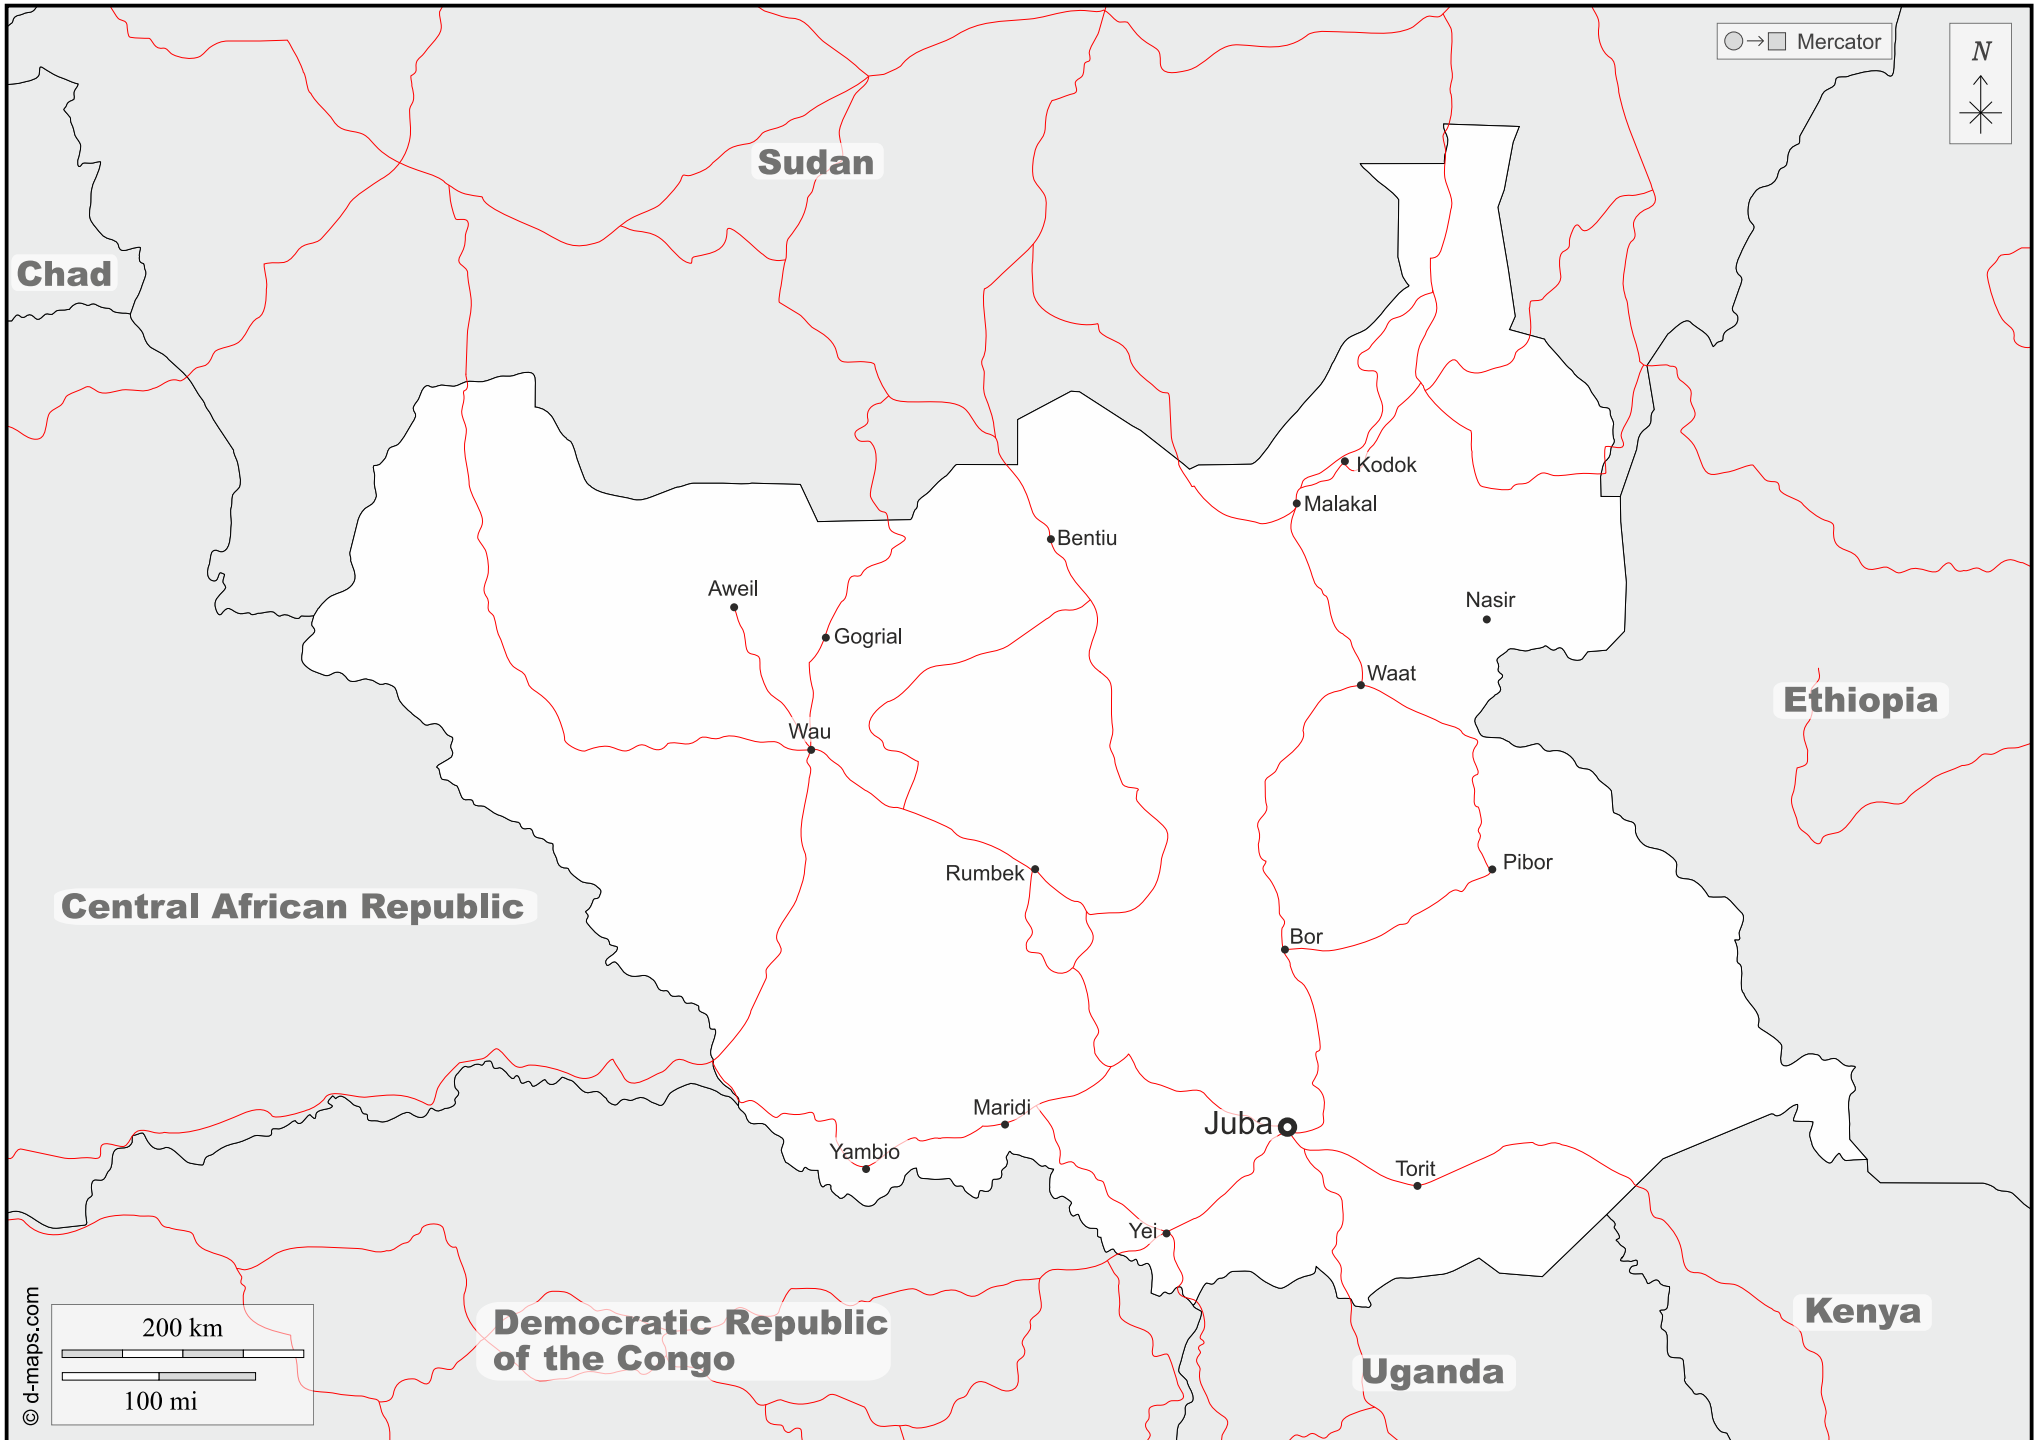 Mercator
N
Sudan
Chad
Kodok
Malakal
Bentiu
Aweil
Nasir
Gogrial
Waat
Ethiopia
Wau
Pibor
Rumbek
Central African Republic
Bor
Maridi
Juba
Yambio
Torit
Yei
Democratic Republic
of the Congo
Kenya
Uganda
200 km
100 mi
© d-maps.com